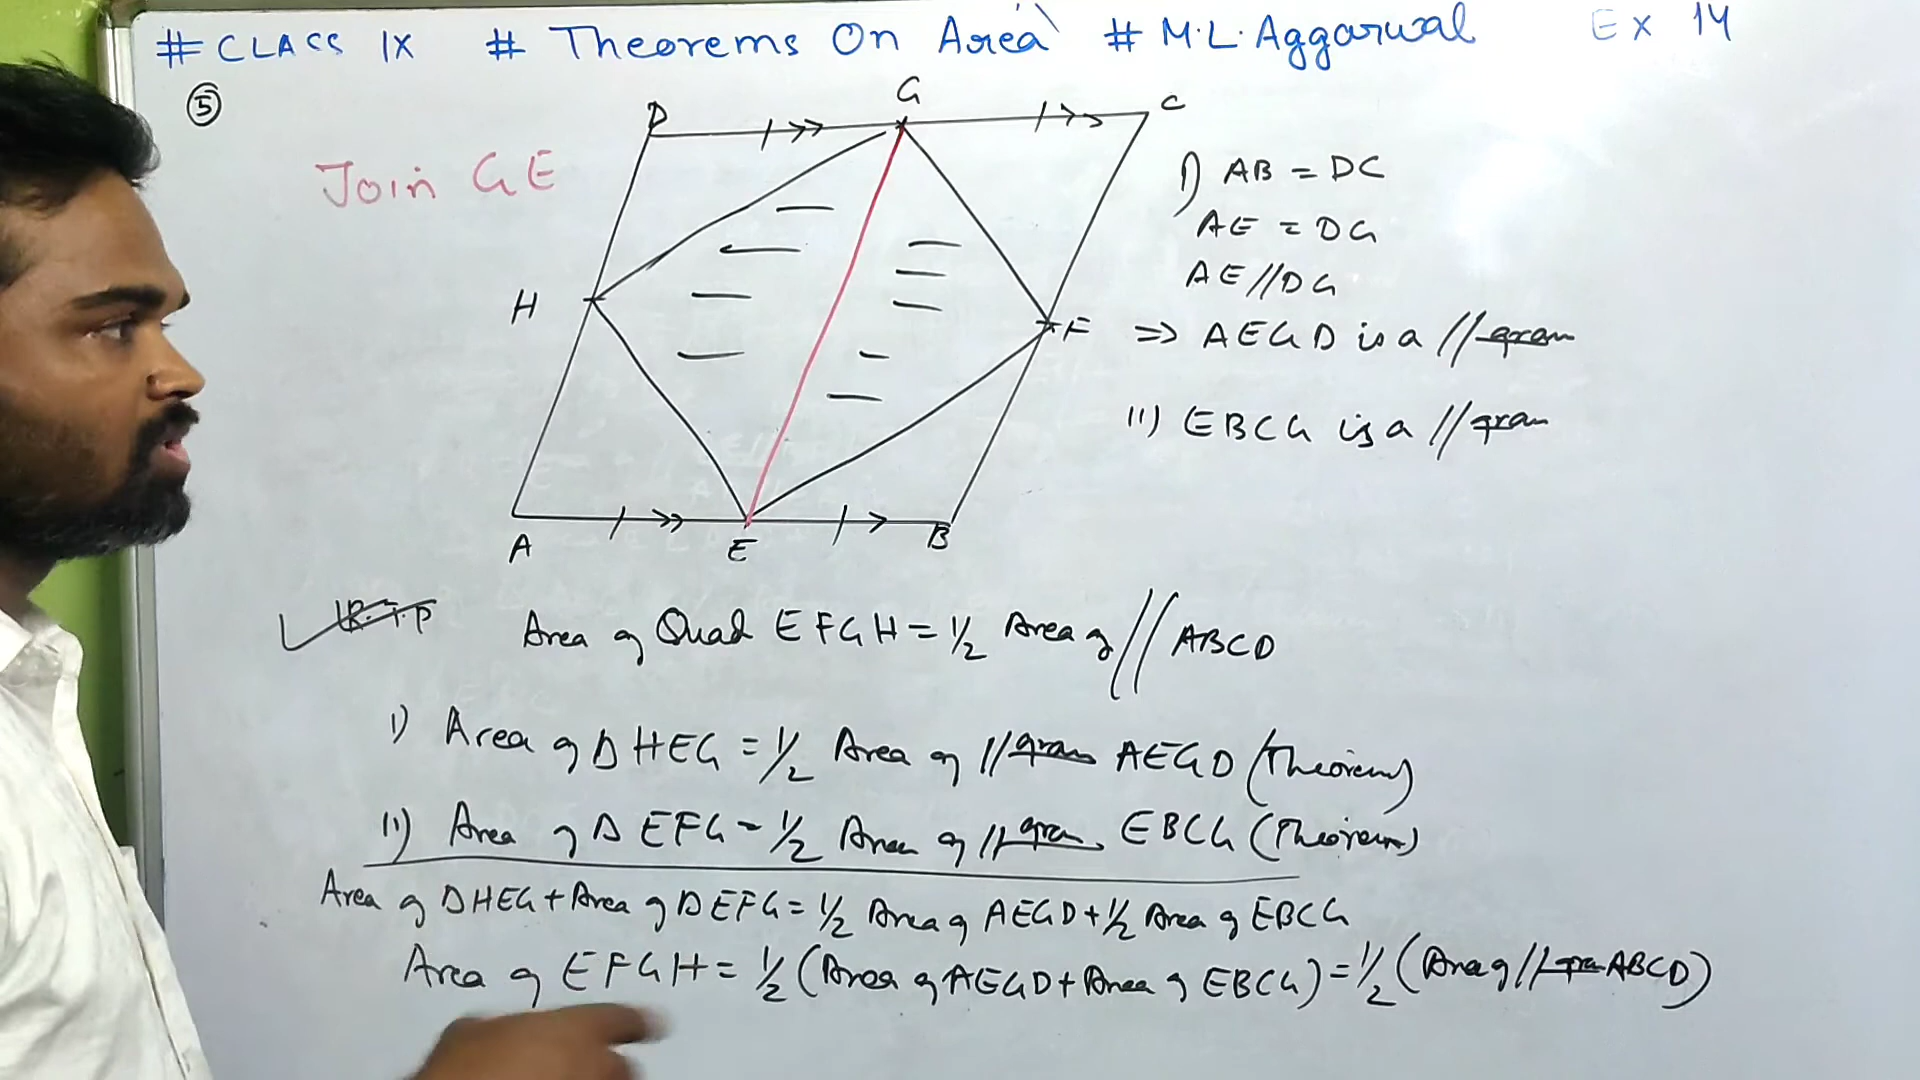 # CLASS IX # Theorems On Area # M.L.Aggarwal Ex 14
5
Join GE
D G C
H F
A E B
i) AB = DC
AE = DG
AE//DG
=> AEGD is a //gram
ii) EBCG is a //gram
R.T.P Area of Quad EFGH = 1/2 Area of // ABCD
i) Area of Δ HEG = 1/2 Area of //gram AEGD (Theorem)
ii) Area of Δ EFG = 1/2 Area of //gram EBCG (Theorem)
Area of ΔHEG + Area of ΔEFG = 1/2 Area of AEGD + 1/2 Area of EBCG
Area of EFGH = 1/2 (Area of AEGD + Area of EBCG) = 1/2 (Area of //gram ABCD)